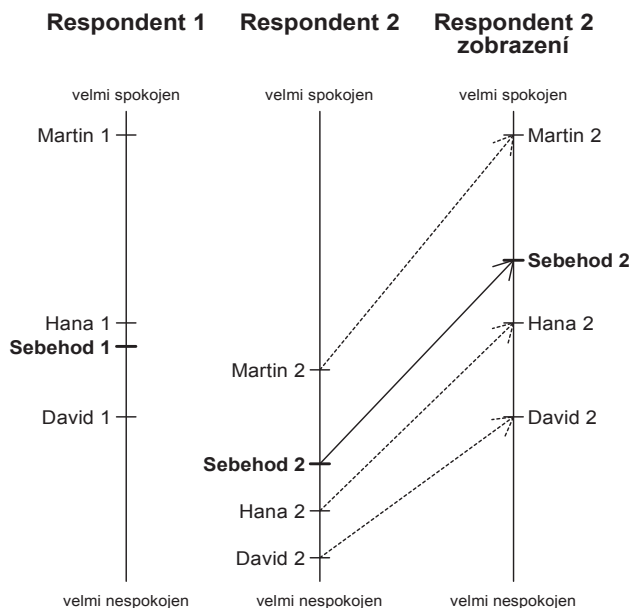 Respondent 1
Respondent 2
Respondent 2
zobrazení
velmi spokojen
velmi spokojen
velmi spokojen
Martin 1
Hana 1
Sebehod 1
David 1
velmi nespokojen
Martin 2
Sebehod 2
Hana 2
David 2
velmi nespokojen
Martin 2
Sebehod 2
Hana 2
David 2
velmi nespokojen